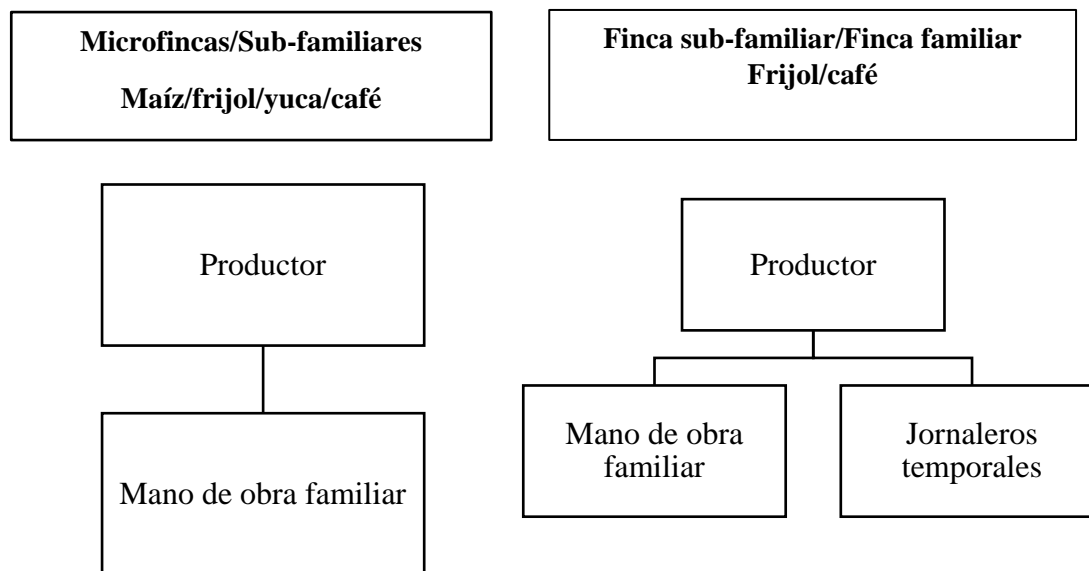 Microfincas/Sub-familiares
Maíz/frijol/yuca/café
Finca sub-familiar/Finca familiar
Frijol/café
Productor
Mano de obra familiar
Productor
Mano de obra
familiar
Jornaleros
temporales